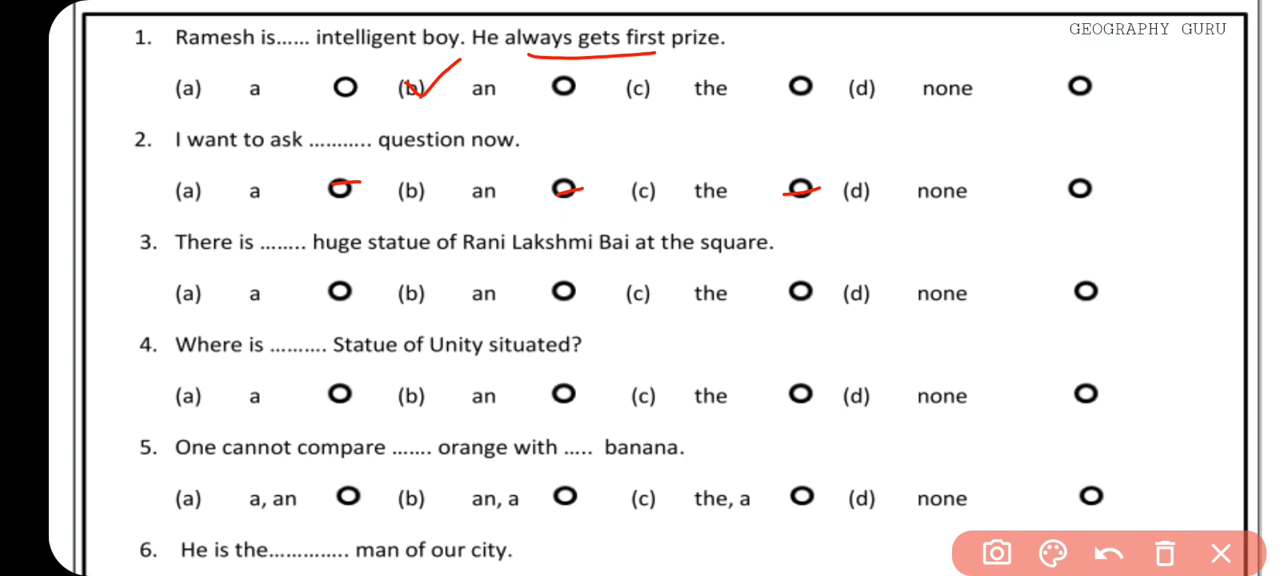 GEOGRAPHY GURU
1. Ramesh is...... intelligent boy. He always gets first prize.
(a) a (b) an (c) the (d) none
2. I want to ask ........... question now.
(a) a (b) an (c) the (d) none
3. There is ........ huge statue of Rani Lakshmi Bai at the square.
(a) a (b) an (c) the (d) none
4. Where is .......... Statue of Unity situated?
(a) a (b) an (c) the (d) none
5. One cannot compare ....... orange with ..... banana.
(a) a, an (b) an, a (c) the, a (d) none
6. He is the.............. man of our city.